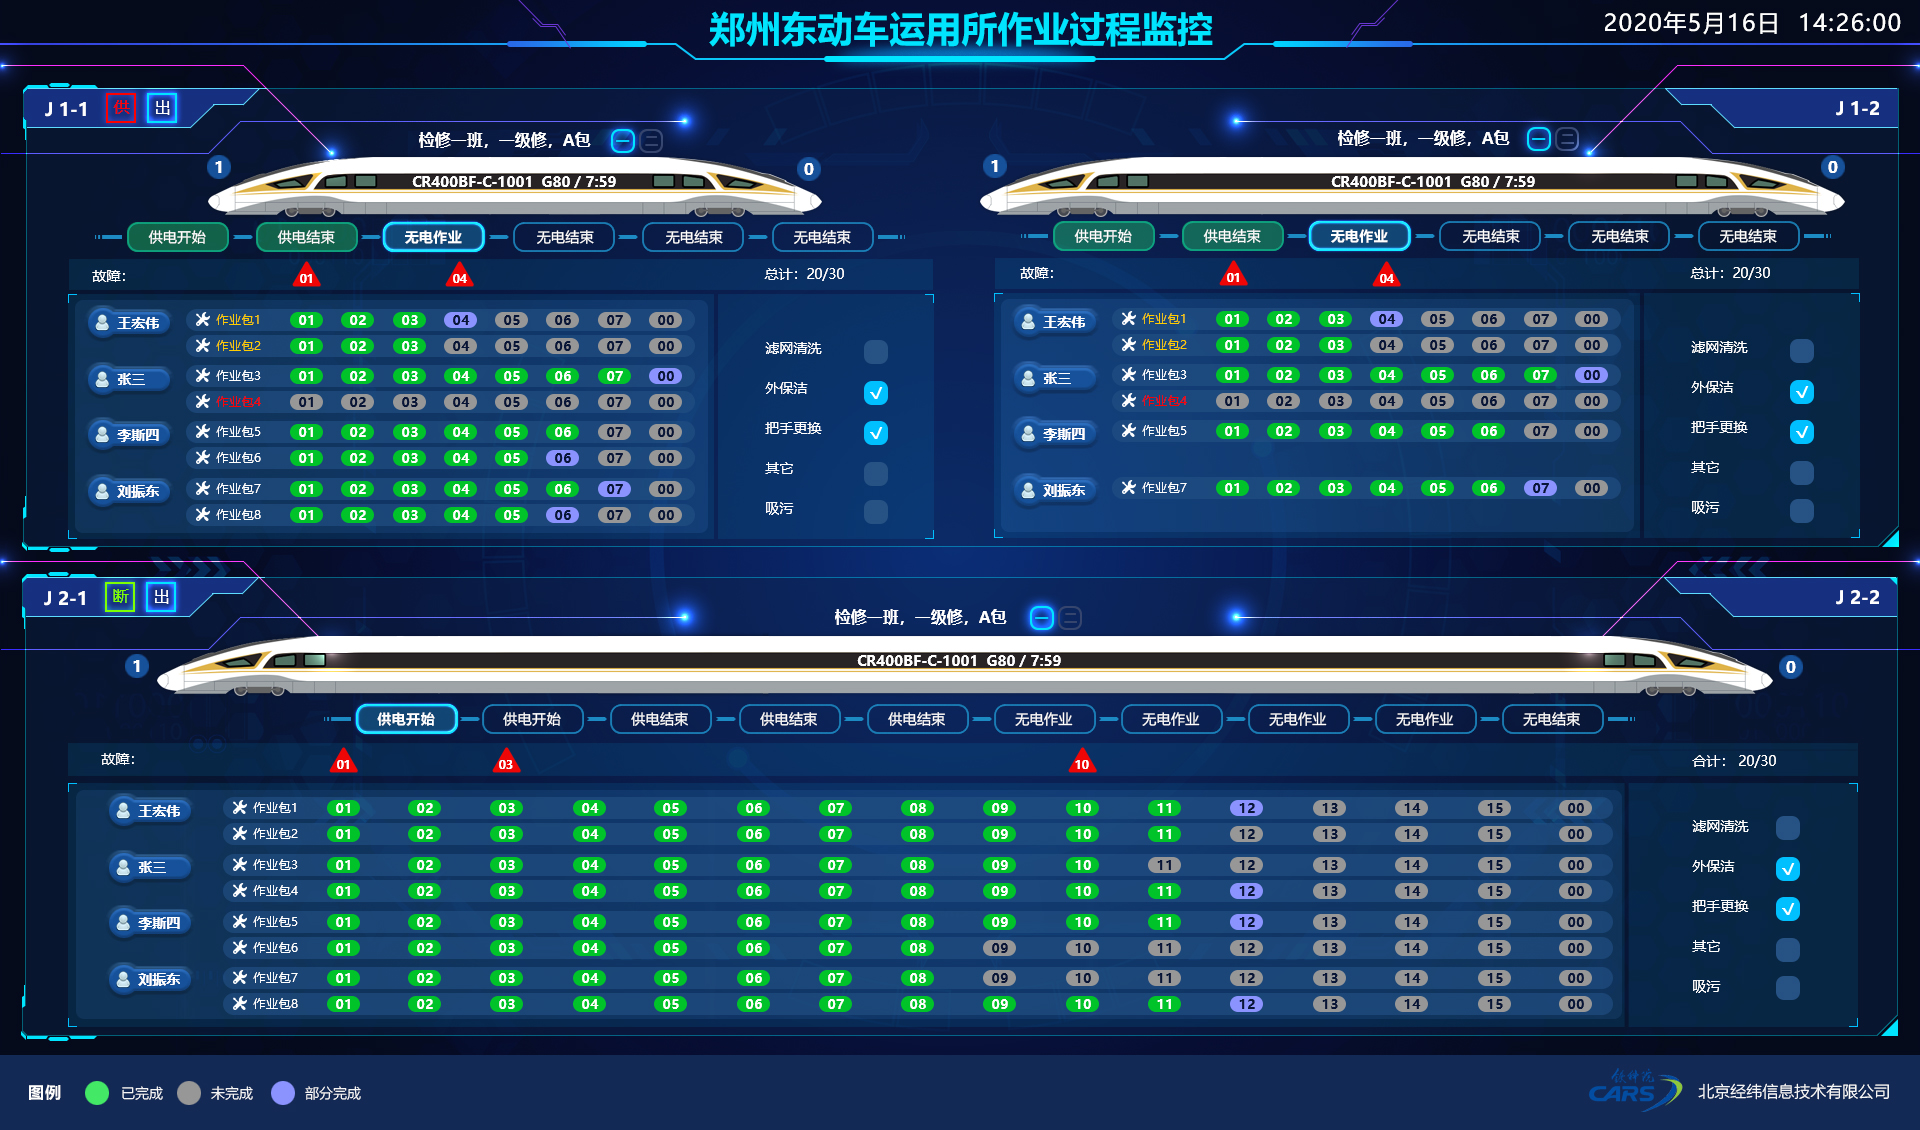 郑州东动车运用所作业过程监控
2020年5月16日 14:26:00
J 1-1 供 出
检修一班，一级修，A包
1 0
CR400BF-C-1001 G80 / 7:59
供电开始 供电结束 无电作业 无电结束 无电结束 无电结束
故障： 01 04 总计：20/30
王宏伟
作业包1 01 02 03 04 05 06 07 00
作业包2 01 02 03 04 05 06 07 00
张三
作业包3 01 02 03 04 05 06 07 00
作业包4 01 02 03 04 05 06 07 00
李斯四
作业包5 01 02 03 04 05 06 07 00
作业包6 01 02 03 04 05 06 07 00
刘振东
作业包7 01 02 03 04 05 06 07 00
作业包8 01 02 03 04 05 06 07 00
滤网清洗
外保洁
把手更换
其它
吸污
J 1-2
检修一班，一级修，A包
1 0
CR400BF-C-1001 G80 / 7:59
供电开始 供电结束 无电作业 无电结束 无电结束 无电结束
故障： 01 04 总计：20/30
王宏伟
作业包1 01 02 03 04 05 06 07 00
作业包2 01 02 03 04 05 06 07 00
张三
作业包3 01 02 03 04 05 06 07 00
作业包4 01 02 03 04 05 06 07 00
李斯四
作业包5 01 02 03 04 05 06 07 00
刘振东
作业包7 01 02 03 04 05 06 07 00
滤网清洗
外保洁
把手更换
其它
吸污
J 2-1 断 出
J 2-2
检修一班，一级修，A包
1 0
CR400BF-C-1001 G80 / 7:59
供电开始 供电开始 供电结束 供电结束 供电结束 无电作业 无电作业 无电作业 无电作业 无电结束
故障： 01 03 10 合计： 20/30
王宏伟
作业包1 01 02 03 04 05 06 07 08 09 10 11 12 13 14 15 00
作业包2 01 02 03 04 05 06 07 08 09 10 11 12 13 14 15 00
张三
作业包3 01 02 03 04 05 06 07 08 09 10 11 12 13 14 15 00
作业包4 01 02 03 04 05 06 07 08 09 10 11 12 13 14 15 00
李斯四
作业包5 01 02 03 04 05 06 07 08 09 10 11 12 13 14 15 00
作业包6 01 02 03 04 05 06 07 08 09 10 11 12 13 14 15 00
刘振东
作业包7 01 02 03 04 05 06 07 08 09 10 11 12 13 14 15 00
作业包8 01 02 03 04 05 06 07 08 09 10 11 12 13 14 15 00
滤网清洗
外保洁
把手更换
其它
吸污
图例 已完成 未完成 部分完成
CARS 北京经纬信息技术有限公司